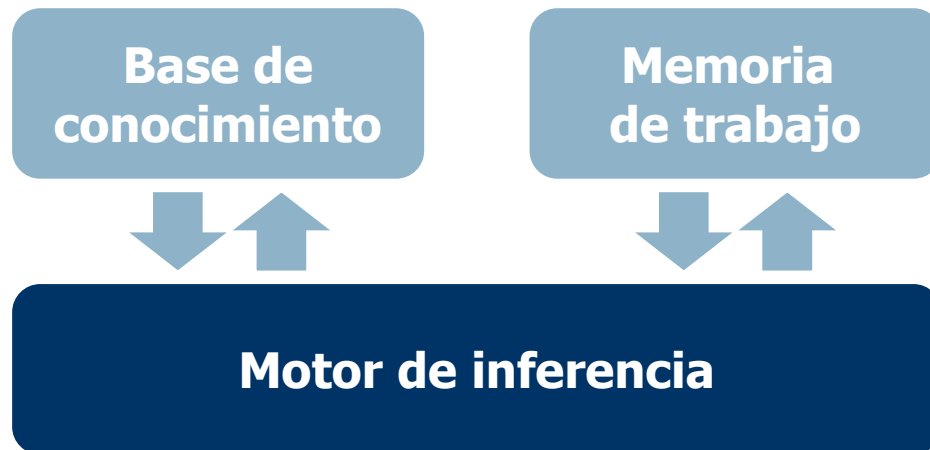 Base de
conocimiento
Memoria
de trabajo
Motor de inferencia